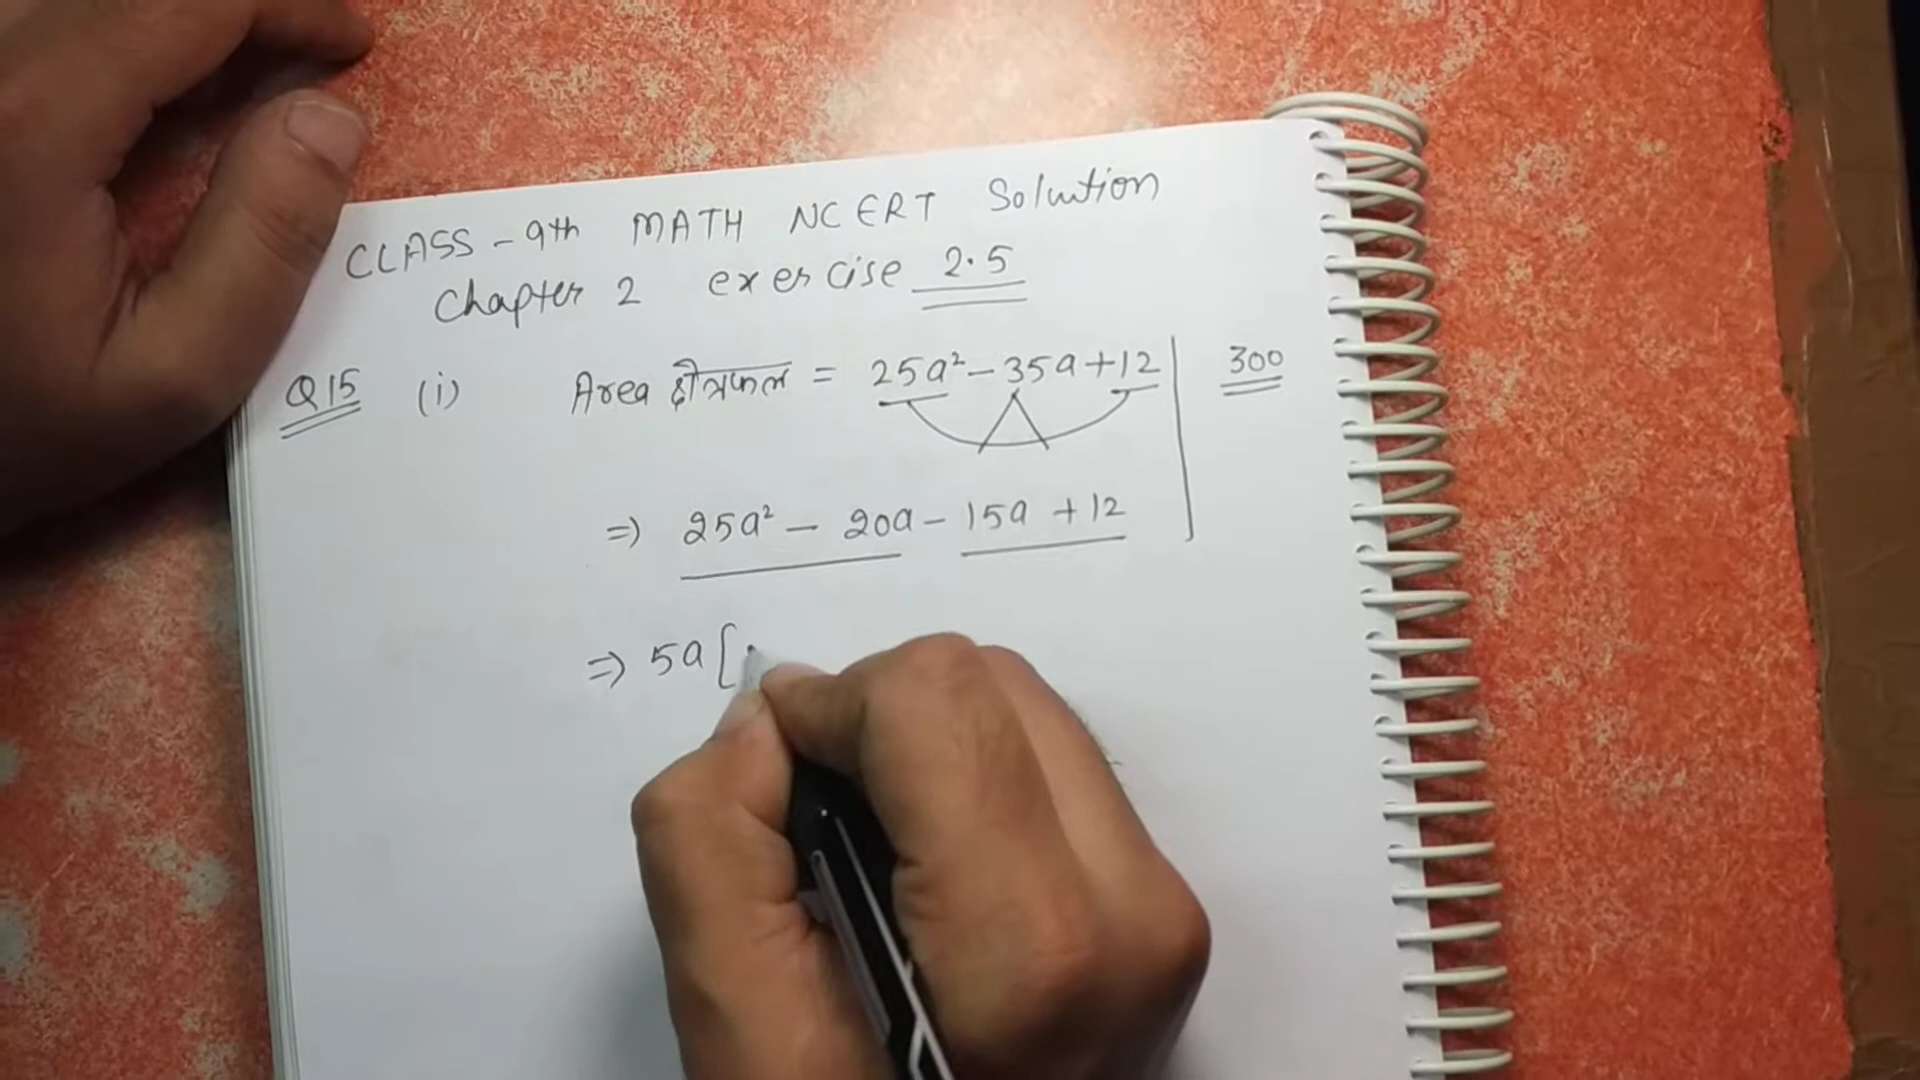 CLASS - 9th MATH NCERT Solution
Chapter 2 exercise 2.5
Q15 (i) Area क्षेत्रफल = 25a² - 35a + 12 | 300
=> 25a² - 20a - 15a + 12
=> 5a [